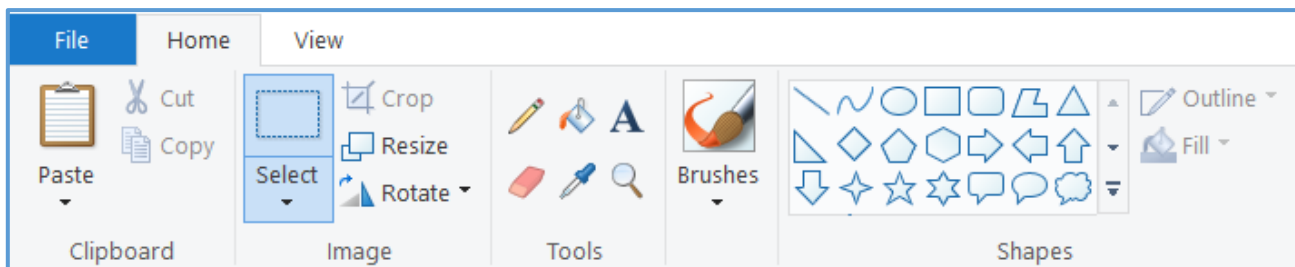 File Home View
Cut
Copy
Paste
Clipboard
Select
Crop
Resize
Rotate
Image
A
Tools
Brushes
Outline
Fill
Shapes